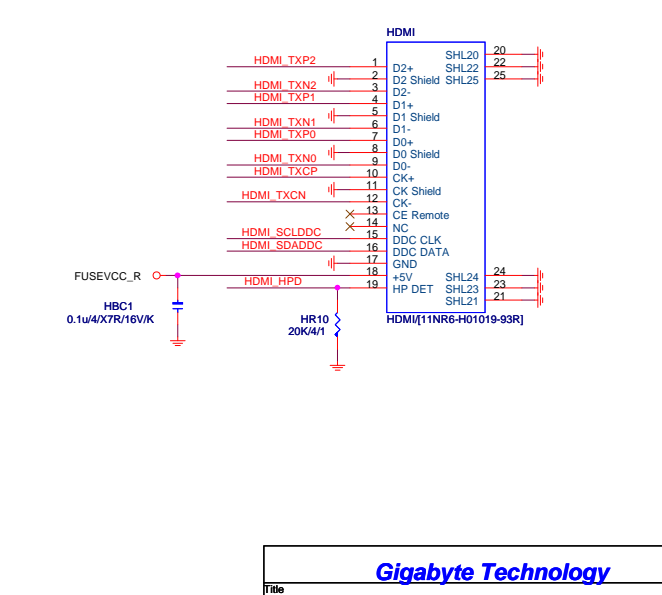 HDMI
HDMI_TXP2 1 D2+ SHL20 20
2 D2 Shield SHL22 22
HDMI_TXN2 3 D2- SHL25 25
HDMI_TXP1 4 D1+
5 D1 Shield
HDMI_TXN1 6 D1-
HDMI_TXP0 7 D0+
8 D0 Shield
HDMI_TXN0 9 D0-
HDMI_TXCP 10 CK+
11 CK Shield
HDMI_TXCN 12 CK-
13 CE Remote
14 NC
HDMI_SCLDDC 15 DDC CLK
HDMI_SDADDC 16 DDC DATA
17 GND
FUSEVCC_R 18 +5V SHL24 24
HDMI_HPD 19 HP DET SHL23 23
SHL21 21
HBC1
0.1u/4/X7R/16V/K
HR10
20K/4/1
HDMI/[11NR6-H01019-93R]
Gigabyte Technology
Title